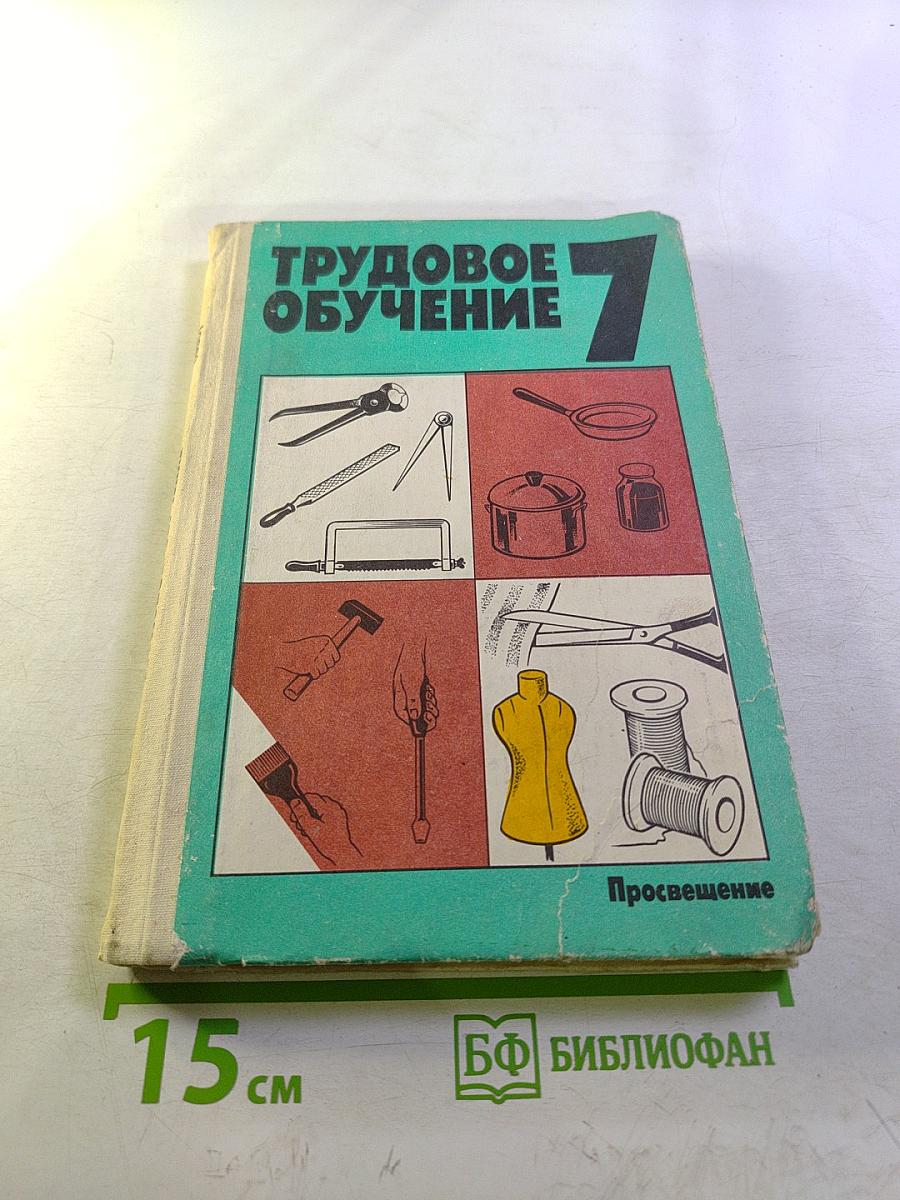 ТРУДОВОЕ
ОБУЧЕНИЕ
7
Просвещение
15 см
БФ БИБЛИОФАН